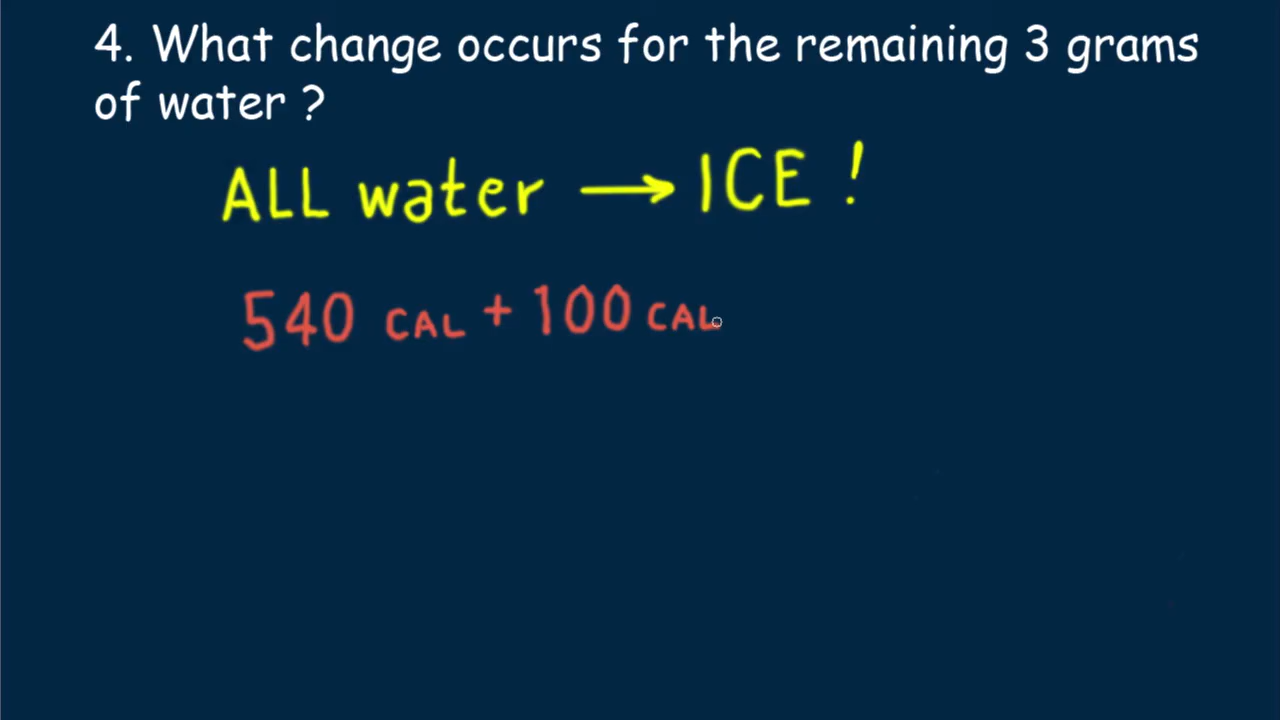 4. What change occurs for the remaining 3 grams
of water ?
ALL water → ICE !
540 CAL + 100 CAL